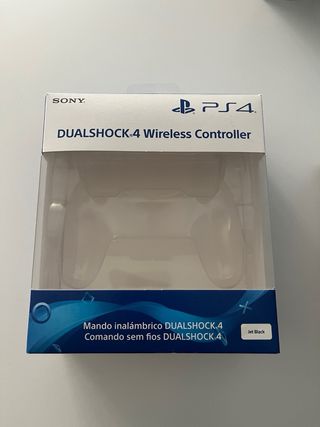 SONY
PS4
DUALSHOCK®4 Wireless Controller
Mando inalámbrico DUALSHOCK®4
Comando sem fios DUALSHOCK®4
Jet Black